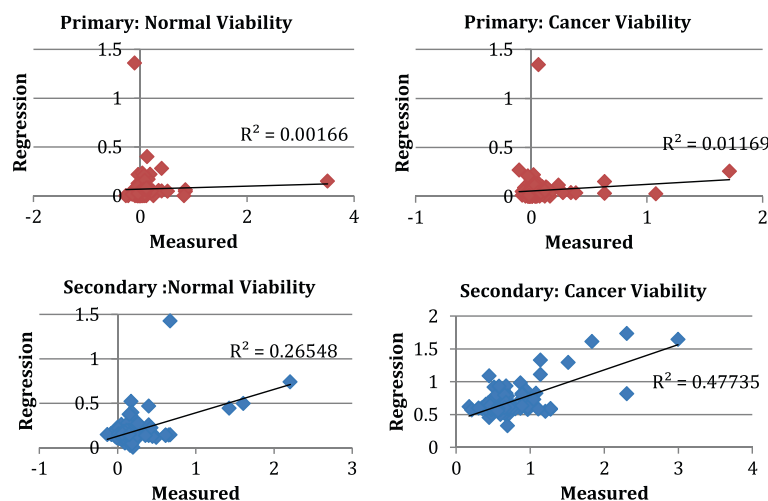 Primary: Normal Viability
1.5
1
0.5
0
-2
0
2
4
Regression
Measured
R² = 0.00166
Primary: Cancer Viability
1.5
1
0.5
0
-1
0
1
2
Regression
Measured
R² = 0.01169
Secondary :Normal Viability
1.5
1
0.5
0
-1
0
1
2
3
Regression
Measured
R² = 0.26548
Secondary: Cancer Viability
2
1.5
1
0.5
0
0
1
2
3
4
Regression
Measured
R² = 0.47735